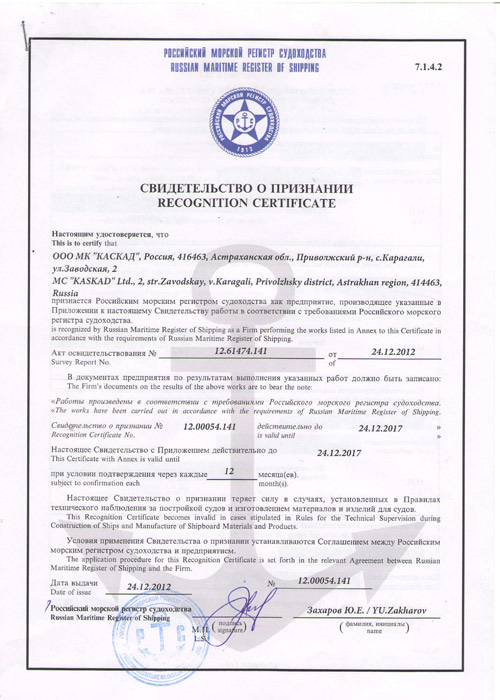 РОССИЙСКИЙ МОРСКОЙ РЕГИСТР СУДОХОДСТВА
RUSSIAN MARITIME REGISTER OF SHIPPING
7.1.4.2
РОССИЙСКИЙ МОРСКОЙ РЕГИСТР СУДОХОДСТВА
Р С
1913
СВИДЕТЕЛЬСТВО О ПРИЗНАНИИ
RECOGNITION CERTIFICATE
Настоящим удостоверяется, что
This is to certify that
ООО МК "КАСКАД", Россия, 416463, Астраханская обл., Приволжский р-н, с.Карагали,
ул.Заводская, 2
MC "KASKAD" Ltd., 2, str.Zavodskay, v.Karagali, Privolzhsky district, Astrakhan region, 414463,
Russia
признается Российским морским регистром судоходства как предприятие, производящее указанные в
Приложении к настоящему Свидетельству работы в соответствии с требованиями Российского морского
регистра судоходства.
is recognized by Russian Maritime Register of Shipping as a Firm performing the works listed in Annex to this Certificate in
accordance with the requirements of Russian Maritime Register of Shipping.
Акт освидетельствования № 12.61474.141 от 24.12.2012
Survey Report No. of
В документах предприятия по результатам выполнения указанных работ должно быть записано:
The Firm's documents on the results of the above works are to bear the note:
«Работы произведены в соответствии с требованиями Российского морского регистра судоходства.
«The works have been carried out in accordance with the requirements of Russian Maritime Register of Shipping.
Свидетельство о признании № 12.00054.141 действительно до 24.12.2017 »
Recognition Certificate No. is valid until »
Настоящее Свидетельство с Приложением действительно до 24.12.2017
This Certificate with Annex is valid until
при условии подтверждения через каждые 12 месяца(ев).
subject to confirmation each month(s).
Настоящее Свидетельство о признании теряет силу в случаях, установленных в Правилах
технического наблюдения за постройкой судов и изготовлением материалов и изделий для судов.
This Recognition Certificate becomes invalid in cases stipulated in Rules for the Technical Supervision during
Construction of Ships and Manufacture of Shipboard Materials and Products.
Условия применения Свидетельства о признании устанавливаются Соглашением между Российским
морским регистром судоходства и предприятием.
The application procedure for this Recognition Certificate is set forth in the relevant Agreement between Russian
Maritime Register of Shipping and the Firm.
Дата выдачи 24.12.2012 № 12.00054.141
Date of issue
Российский морской регистр судоходства
Russian Maritime Register of Shipping
Захаров Ю.Е. / YU.Zakharov
М.П.
L.S.
( подпись )
signature
( фамилия, инициалы )
name